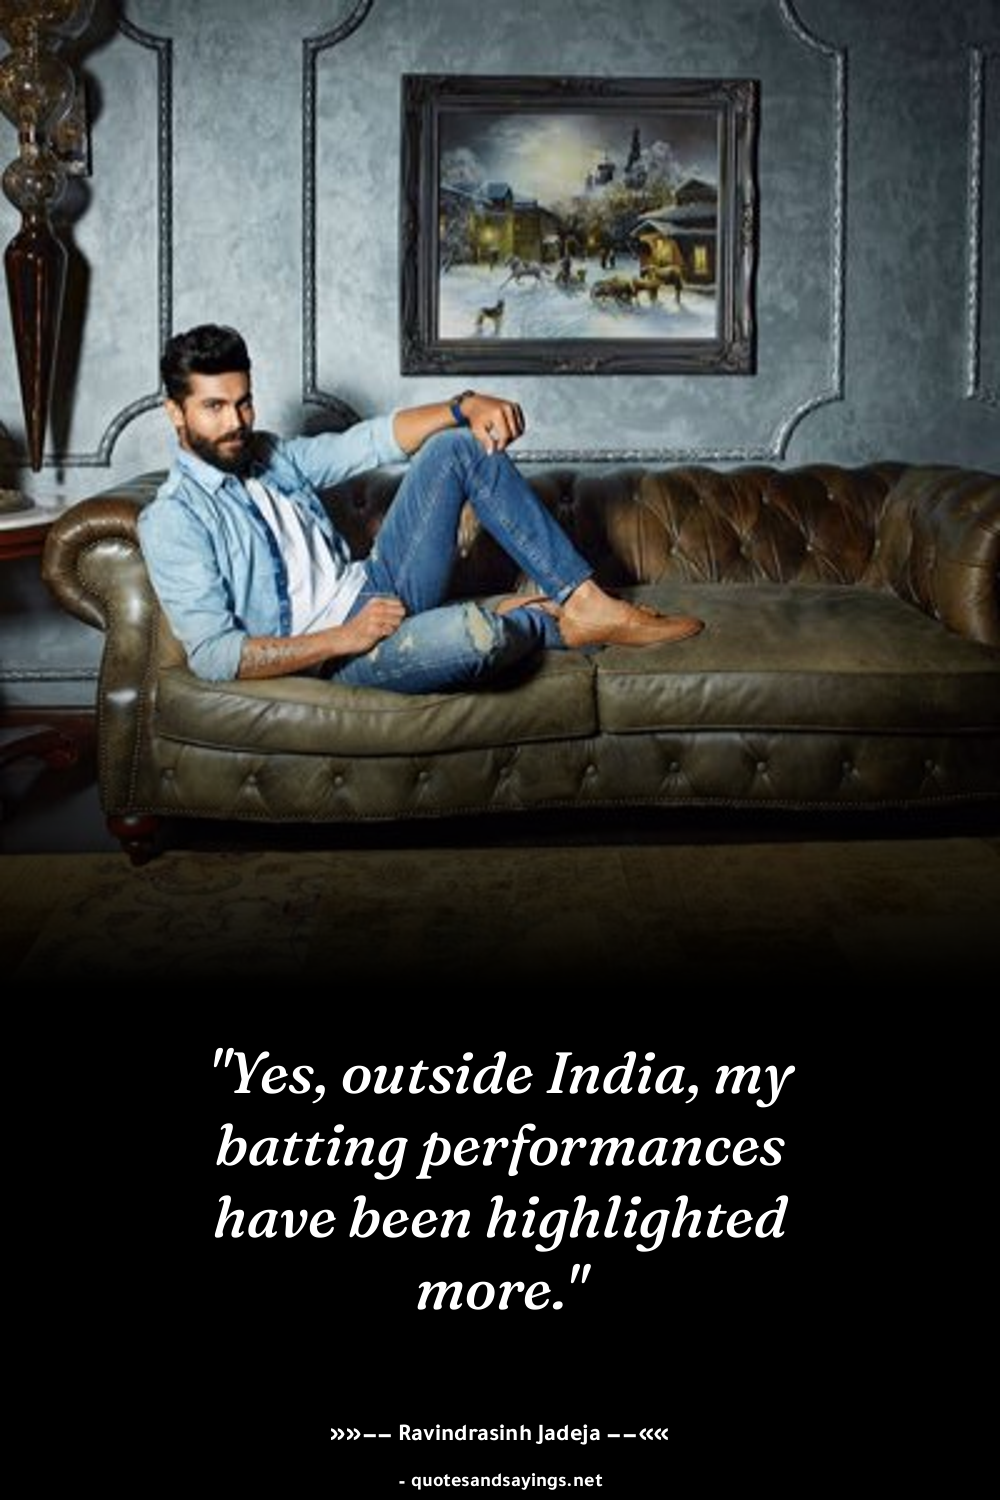 "Yes, outside India, my
batting performances
have been highlighted
more."
»»–– Ravindrasinh Jadeja ––««
- quotesandsayings.net